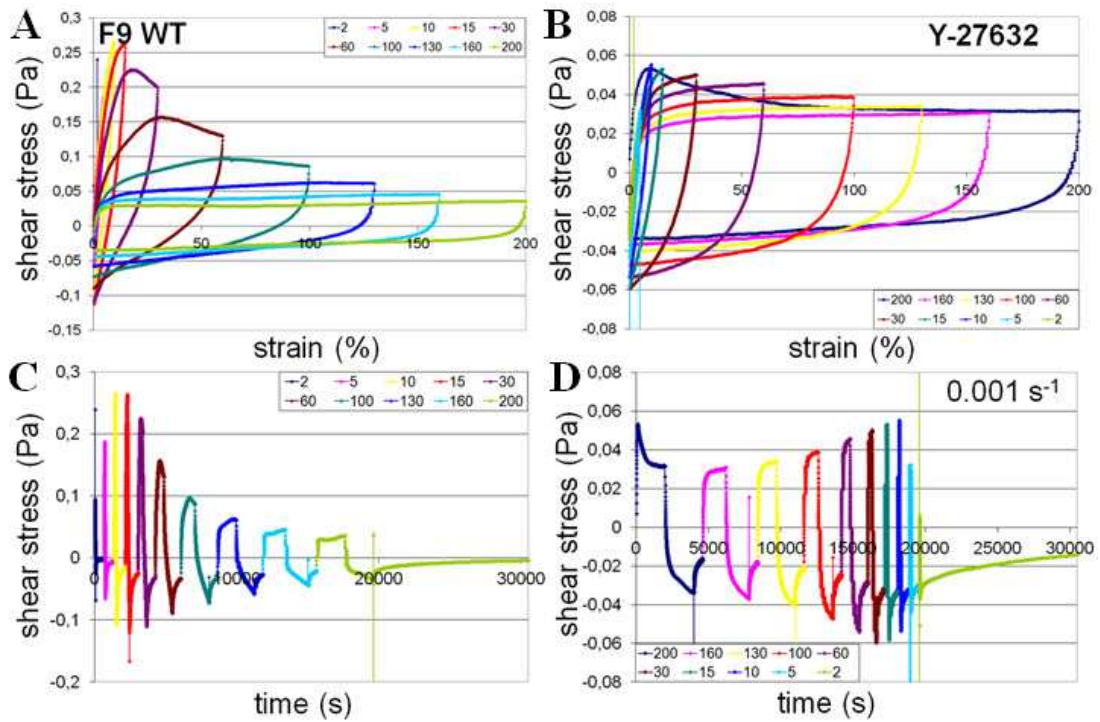 A
F9 WT
2 5 10 15 30
60 100 130 160 200
shear stress (Pa)
0,3
0,25
0,2
0,15
0,1
0,05
0
-0,05
-0,1
-0,15
0 50 100 150 200
strain (%)
B
Y-27632
shear stress (Pa)
0,08
0,06
0,04
0,02
0
-0,02
-0,04
-0,06
-0,08
0 50 100 150 200
200 160 130 100 60
30 15 10 5 2
strain (%)
C
2 5 10 15 30
60 100 130 160 200
shear stress (Pa)
0,3
0,2
0,1
0
-0,1
-0,2
0 10000 20000 30000
time (s)
D
0.001 s⁻¹
shear stress (Pa)
0,08
0,06
0,04
0,02
0
-0,02
-0,04
-0,06
-0,08
0 5000 10000 15000 20000 25000 30000
200 160 130 100 60
30 15 10 5 2
time (s)